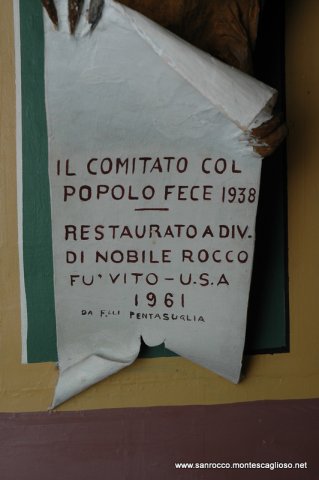 IL COMITATO COL
POPOLO FECE 1938
RESTAURATO A DIV.
DI NOBILE ROCCO
FU' VITO - U.S.A
1961
DA F.LLI PENTASUGLIA
www.sanrocco.montescaglioso.net